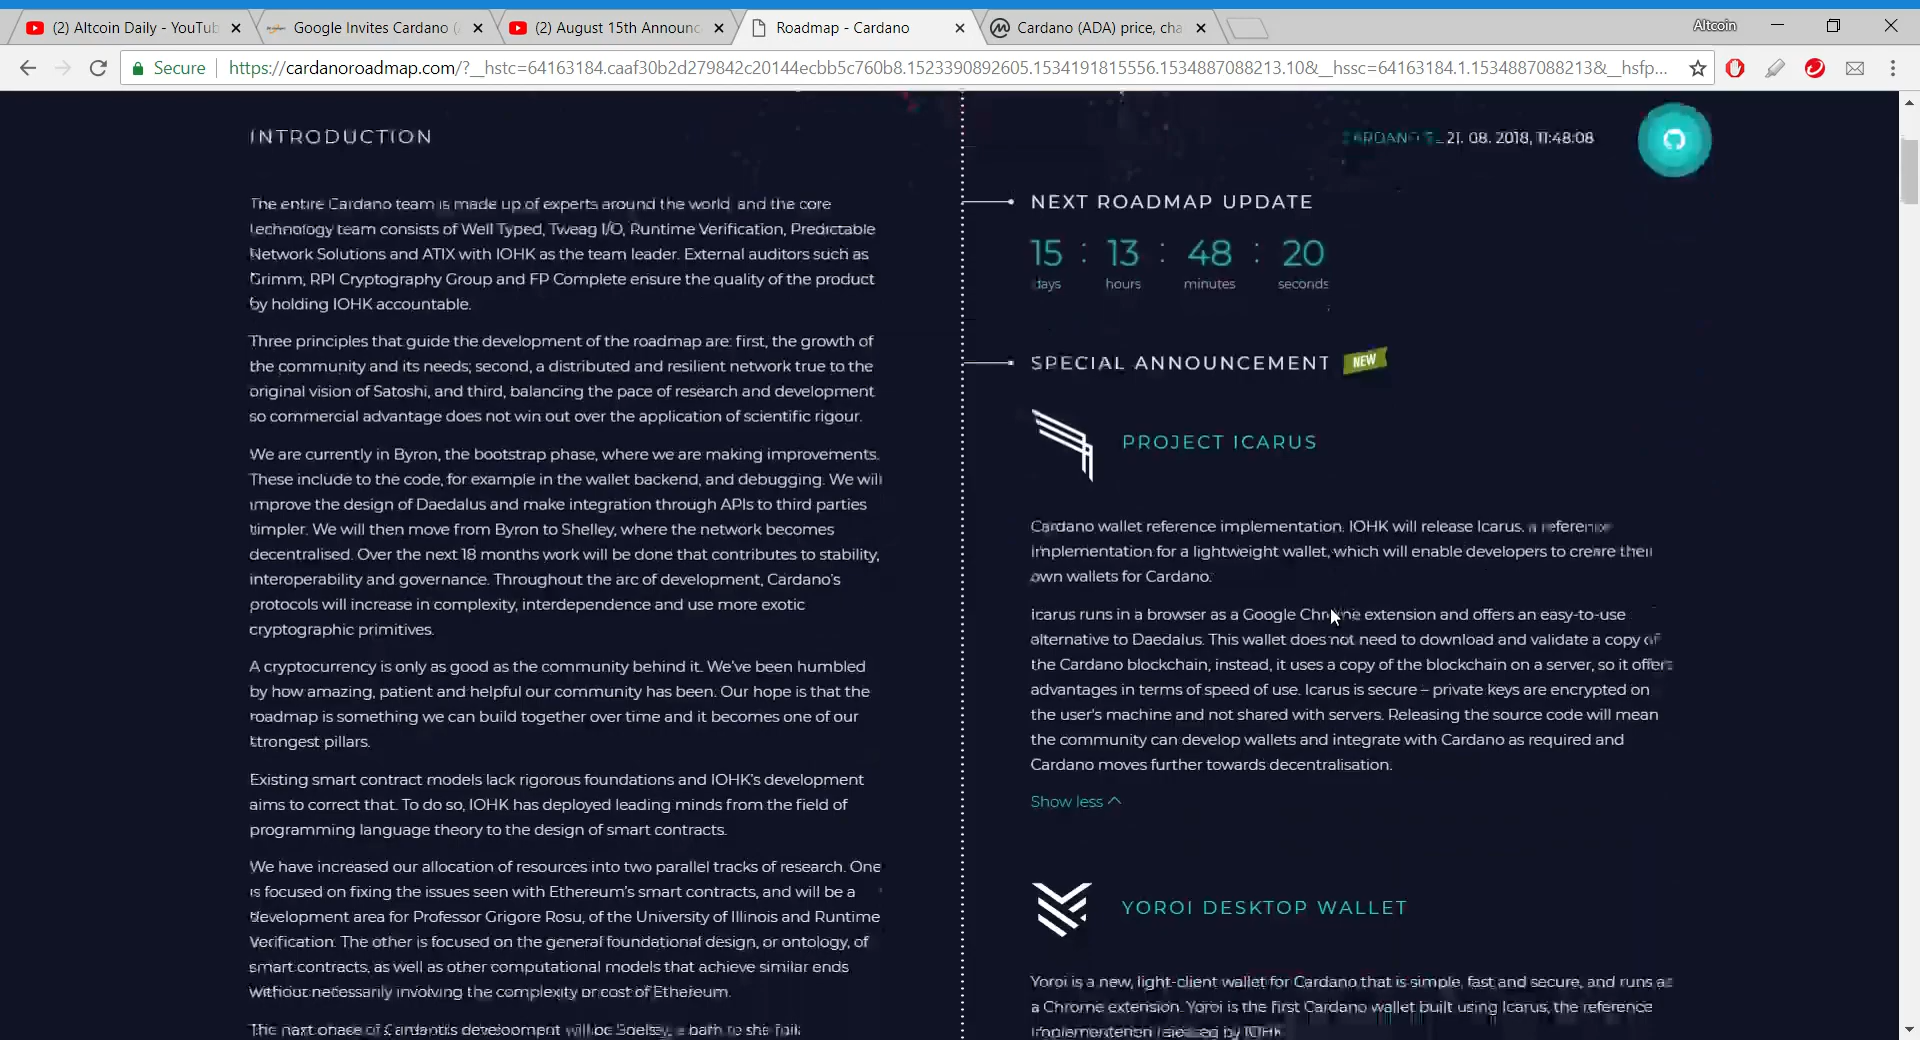 (2) Altcoin Daily - YouTub
Google Invites Cardano (
(2) August 15th Announc
Roadmap - Cardano
Cardano (ADA) price, cha
Altcoin
Secure
https://cardanoroadmap.com/?__hstc=64163184.caaf30b2d279842c20144ecbb5c760b8.1523390892605.1534191815556.1534887088213.10&__hssc=64163184.1.1534887088213&__hsfp...
INTRODUCTION
The entire Cardano team is made up of experts around the world, and the core
technology team consists of Well Typed, Tweag I/O, Runtime Verification, Predictable
Network Solutions and ATIX with IOHK as the team leader. External auditors such as
Grimm, RPI Cryptography Group and FP Complete ensure the quality of the product
by holding IOHK accountable.
Three principles that guide the development of the roadmap are: first, the growth of
the community and its needs; second, a distributed and resilient network true to the
original vision of Satoshi, and third, balancing the pace of research and development
so commercial advantage does not win out over the application of scientific rigour.
We are currently in Byron, the bootstrap phase, where we are making improvements.
These include to the code, for example in the wallet backend, and debugging. We will
improve the design of Daedalus and make integration through APIs to third parties
simpler. We will then move from Byron to Shelley, where the network becomes
decentralised. Over the next 18 months work will be done that contributes to stability,
interoperability and governance. Throughout the arc of development, Cardano's
protocols will increase in complexity, interdependence and use more exotic
cryptographic primitives.
A cryptocurrency is only as good as the community behind it. We've been humbled
by how amazing, patient and helpful our community has been. Our hope is that the
roadmap is something we can build together over time and it becomes one of our
strongest pillars.
Existing smart contract models lack rigorous foundations and IOHK's development
aims to correct that. To do so, IOHK has deployed leading minds from the field of
programming language theory to the design of smart contracts.
We have increased our allocation of resources into two parallel tracks of research. One
is focused on fixing the issues seen with Ethereum's smart contracts, and will be a
development area for Professor Grigore Rosu, of the University of Illinois and Runtime
Verification. The other is focused on the general foundational design, or ontology, of
smart contracts, as well as other computational models that achieve similar ends
without necessarily involving the complexity or cost of Ethereum.
The next phase of Cardano's development will be Shelley, a path to the full
CARDANO 21. 08. 2018, 11:48:08
NEXT ROADMAP UPDATE
15 : 13 : 48 : 20
days hours minutes seconds
SPECIAL ANNOUNCEMENT NEW
PROJECT ICARUS
Cardano wallet reference implementation. IOHK will release Icarus, a reference
implementation for a lightweight wallet, which will enable developers to create their
own wallets for Cardano.
Icarus runs in a browser as a Google Chrome extension and offers an easy-to-use
alternative to Daedalus. This wallet does not need to download and validate a copy of
the Cardano blockchain, instead, it uses a copy of the blockchain on a server, so it offers
advantages in terms of speed of use. Icarus is secure – private keys are encrypted on
the user's machine and not shared with servers. Releasing the source code will mean
the community can develop wallets and integrate with Cardano as required and
Cardano moves further towards decentralisation.
Show less
YOROI DESKTOP WALLET
Yoroi is a new, light-client wallet for Cardano that is simple, fast and secure, and runs as
a Chrome extension. Yoroi is the first Cardano wallet built using Icarus, the reference
implementation released by IOHK.